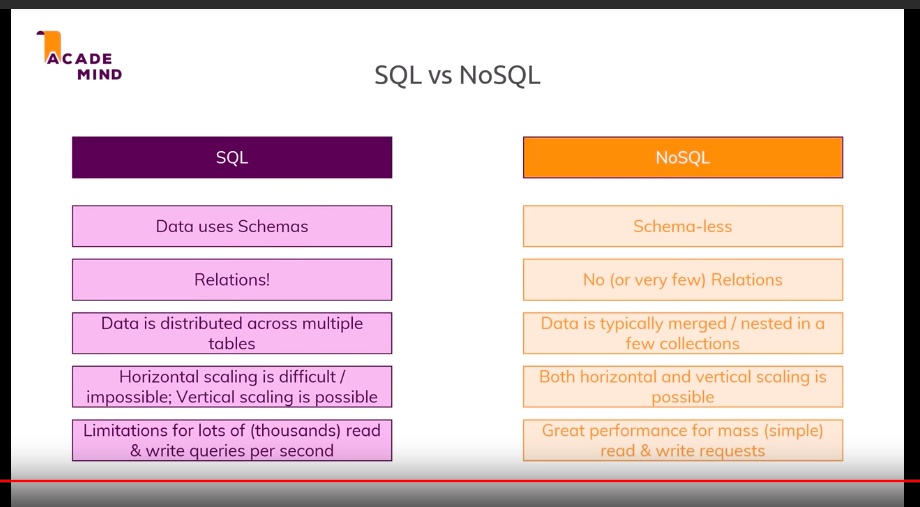 ACADE
MIND
SQL vs NoSQL
SQL
NoSQL
Data uses Schemas
Schema-less
Relations!
No (or very few) Relations
Data is distributed across multiple
tables
Data is typically merged / nested in a
few collections
Horizontal scaling is difficult /
impossible; Vertical scaling is possible
Both horizontal and vertical scaling is
possible
Limitations for lots of (thousands) read
& write queries per second
Great performance for mass (simple)
read & write requests